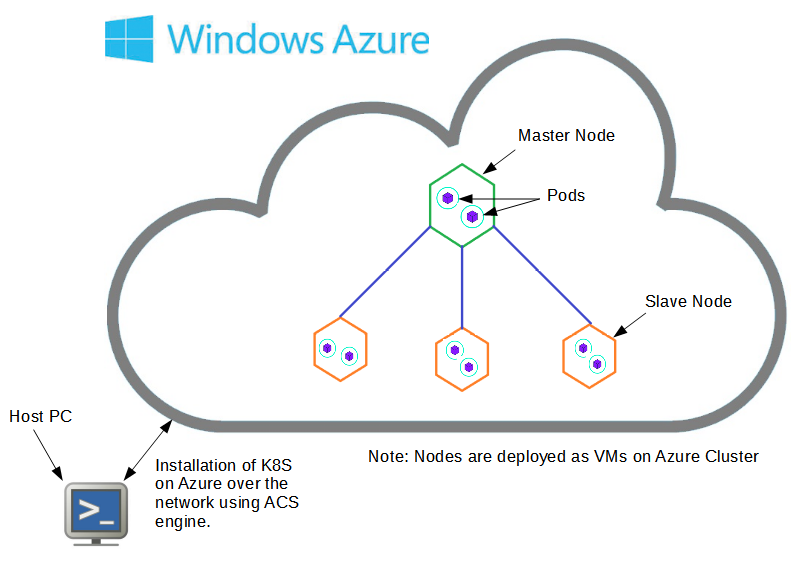 Windows Azure
Master Node
Pods
Slave Node
Host PC
Installation of K8S
on Azure over the
network using ACS
engine.
Note: Nodes are deployed as VMs on Azure Cluster
>_